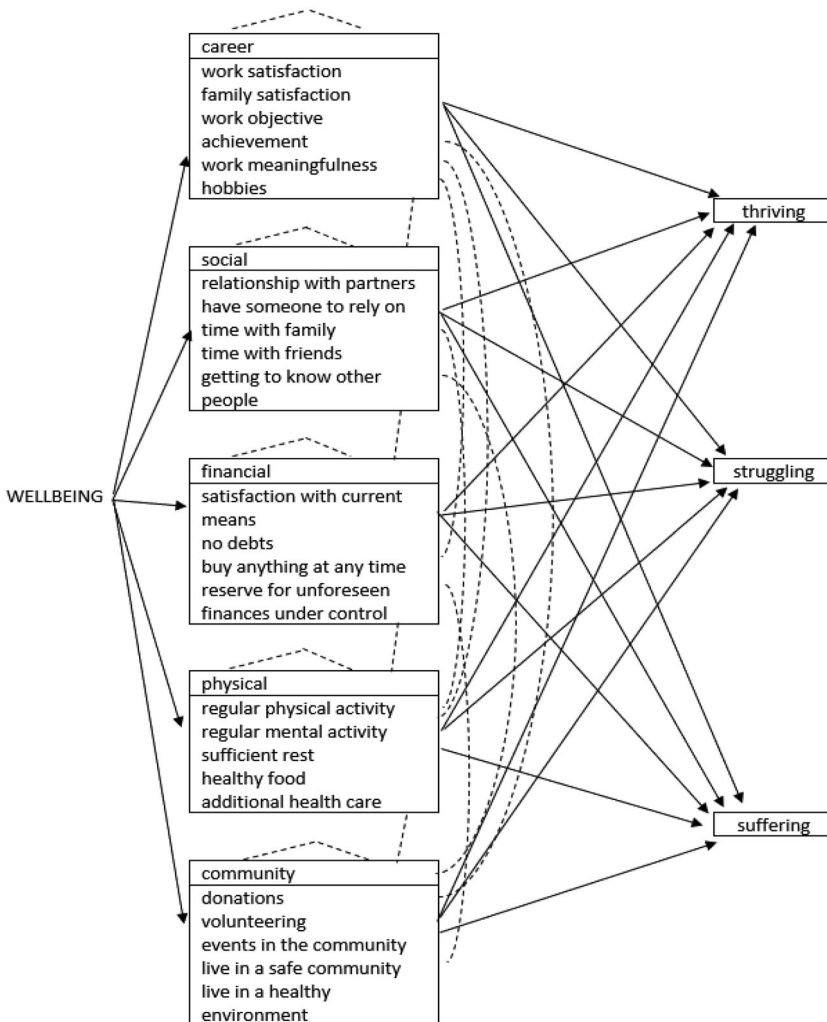 career
work satisfaction
family satisfaction
work objective
achievement
work meaningfulness
hobbies
thriving
social
relationship with partners
have someone to rely on
time with family
time with friends
getting to know other
people
WELLBEING
financial
satisfaction with current
means
no debts
buy anything at any time
reserve for unforeseen
finances under control
struggling
physical
regular physical activity
regular mental activity
sufficient rest
healthy food
additional health care
suffering
community
donations
volunteering
events in the community
live in a safe community
live in a healthy
environment